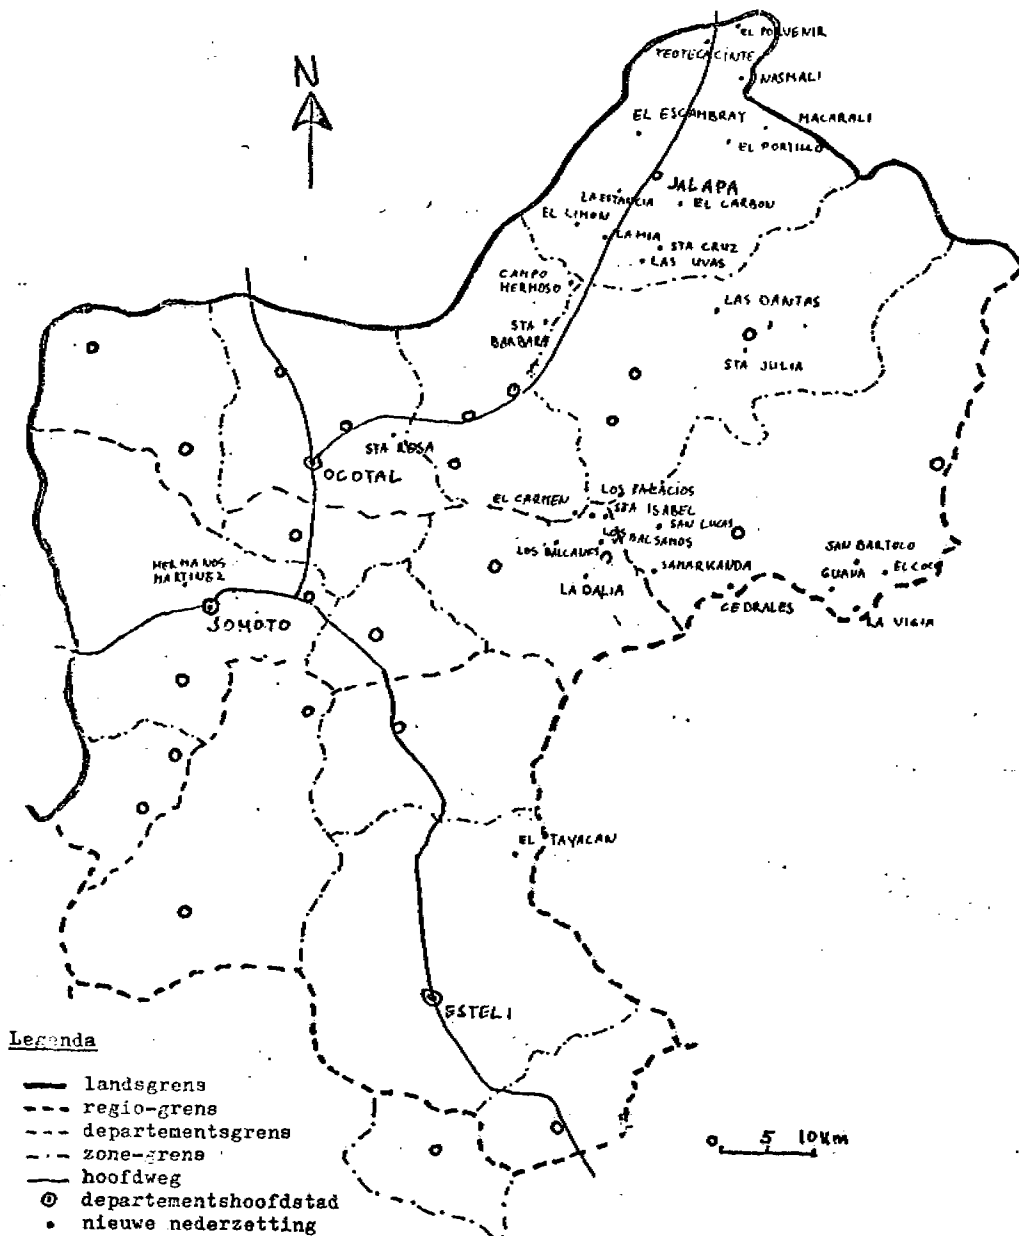 N
EL PORVENIR
TEOTECACINTE
NASMALI
EL ESCAMBRAY
MACARALI
EL PORTILLO
JALAPA
LA ESTANCIA
EL CARBON
EL LIMON
LA MIA
STA CRUZ
LAS UVAS
CAMPO
HERMOSO
LAS DANTAS
STA
BARBARA
STA JULIA
STA ROSA
OCOTAL
EL CARMEN
LOS PALACIOS
STA ISABEL
SAN LUCAS
LOS BALCANES
LOS BALSAMOS
SAN BARTOLO
HERMANOS
MARTINEZ
SAMARKANDA
GUANA
EL COCO
LA DALIA
CEDRALES
LA VIGIA
SOMOTO
EL TAYACAN
ESTELI
Legenda
landsgrens
regio-grens
departementsgrens
zone-grens
hoofdweg
departementshoofdstad
nieuwe nederzetting
0 5 10Km